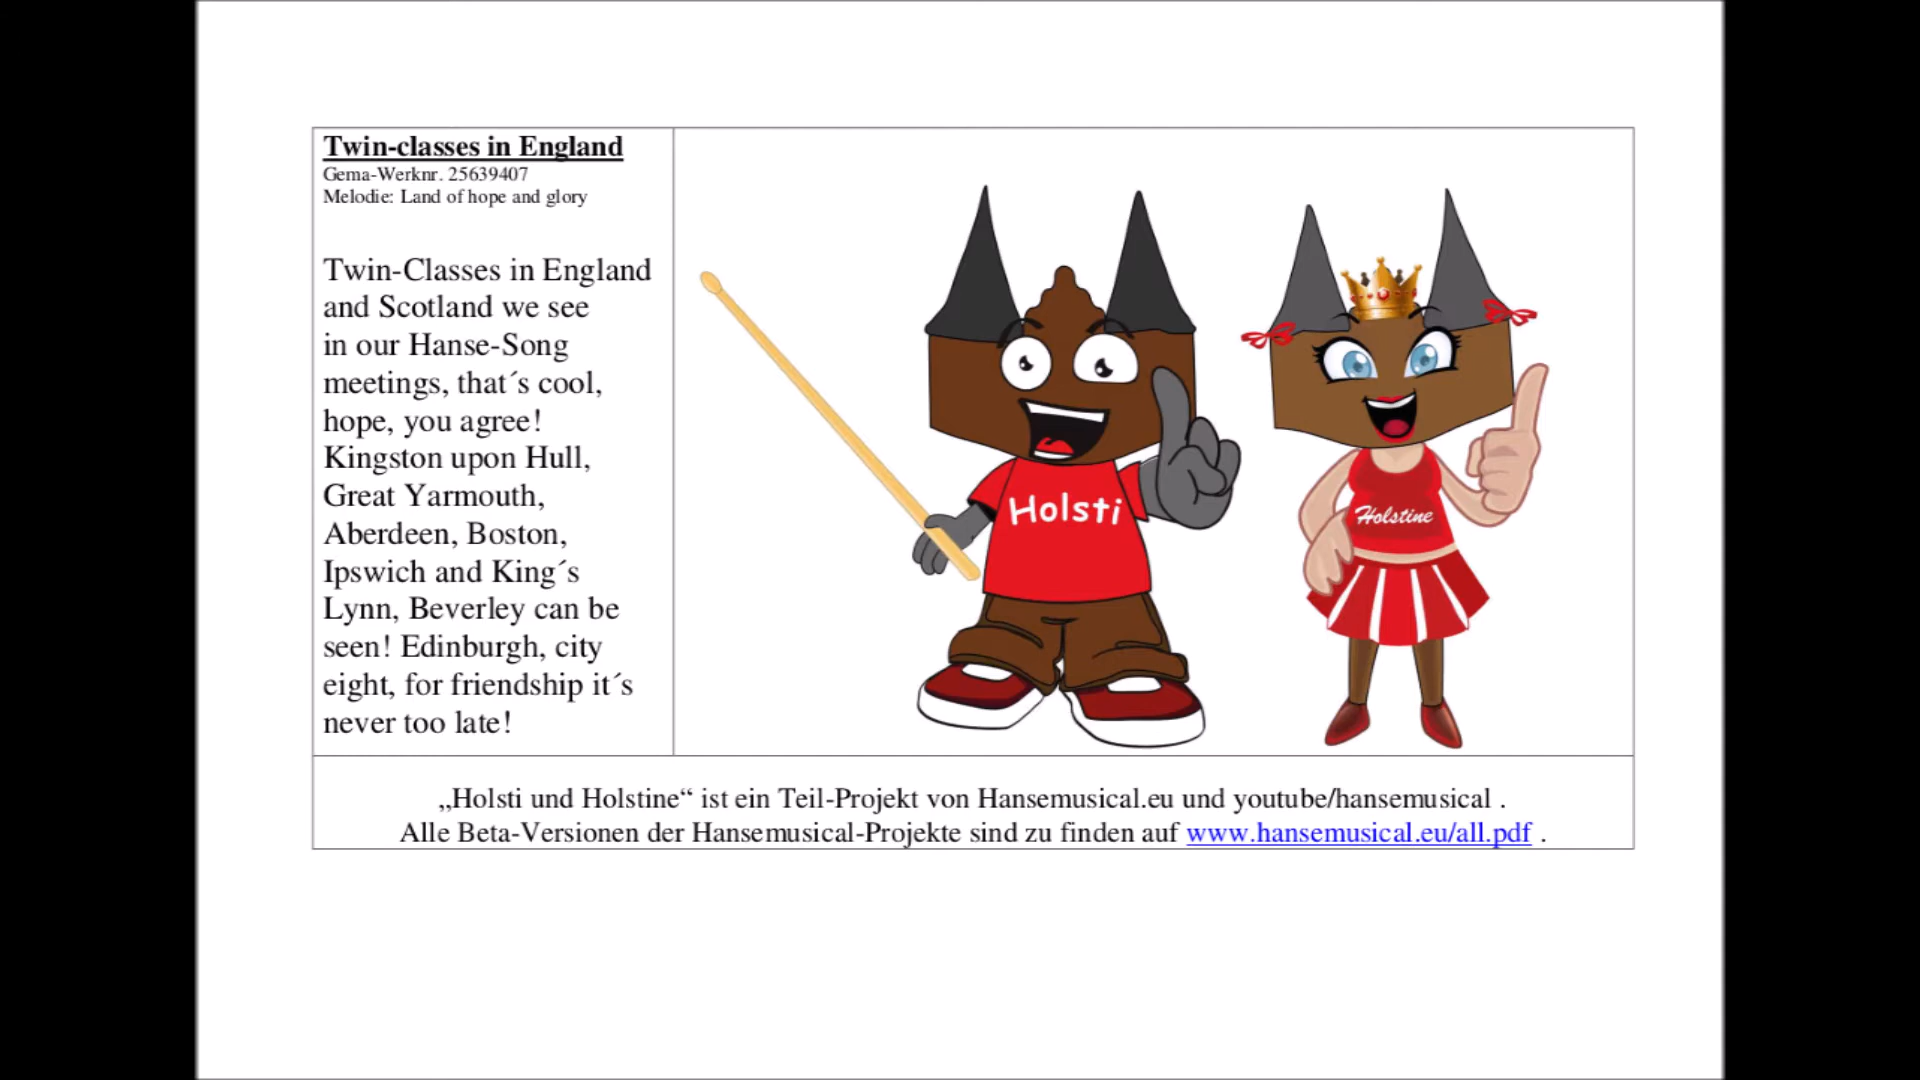 Twin-classes in England
Gema-Werknr. 25639407
Melodie: Land of hope and glory
Twin-Classes in England
and Scotland we see
in our Hanse-Song
meetings, that´s cool,
hope, you agree!
Kingston upon Hull,
Great Yarmouth,
Aberdeen, Boston,
Ipswich and King´s
Lynn, Beverley can be
seen! Edinburgh, city
eight, for friendship it´s
never too late!
Holsti
Holstine
„Holsti und Holstine“ ist ein Teil-Projekt von Hansemusical.eu und youtube/hansemusical .
Alle Beta-Versionen der Hansemusical-Projekte sind zu finden auf www.hansemusical.eu/all.pdf .